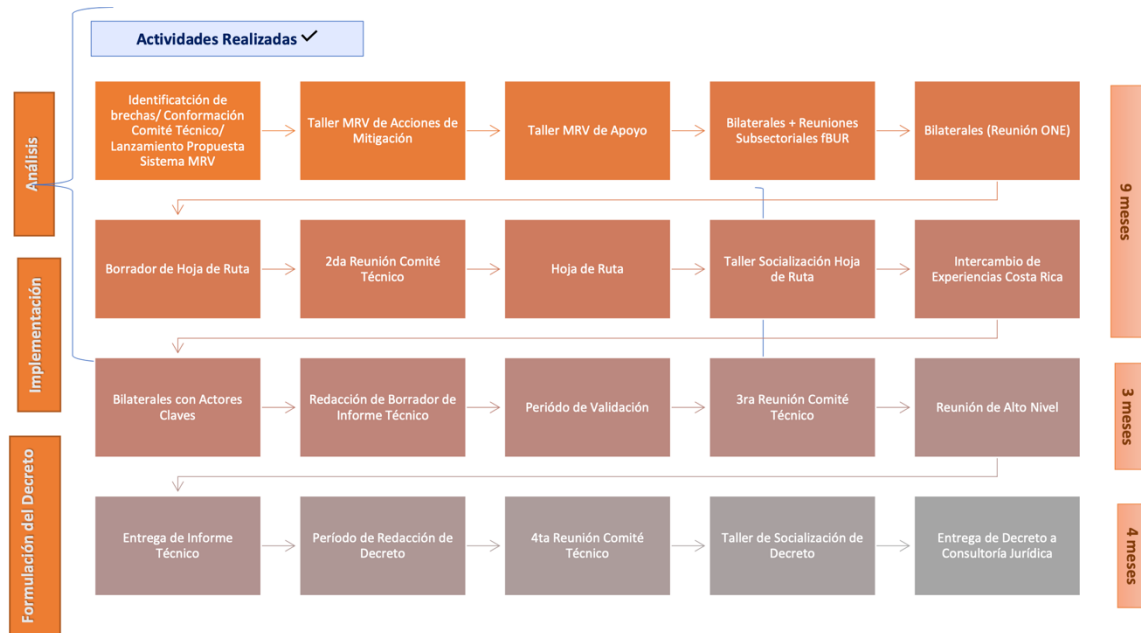 Actividades Realizadas ✓
Análisis
Identificatción de
brechas/ Conformación
Comité Técnico/
Lanzamiento Propuesta
Sistema MRV
Taller MRV de Acciones de
Mitigación
Taller MRV de Apoyo
Bilaterales + Reuniones
Subsectoriales fBUR
Bilaterales (Reunión ONE)
9 meses
Borrador de Hoja de Ruta
2da Reunión Comité
Técnico
Hoja de Ruta
Taller Socialización Hoja
de Ruta
Intercambio de
Experiencias Costa Rica
Implementación
Bilaterales con Actores
Claves
Redacción de Borrador de
Informe Técnico
Periódo de Validación
3ra Reunión Comité
Técnico
Reunión de Alto Nivel
3 meses
Formulación del Decreto
Entrega de Informe
Técnico
Período de Redacción de
Decreto
4ta Reunión Comité
Técnico
Taller de Socialización de
Decreto
Entrega de Decreto a
Consultoría Jurídica
4 meses